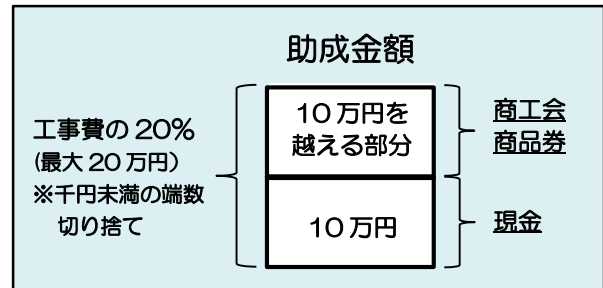 助成金額
工事費の20%
(最大20万円)
※千円未満の端数
切り捨て
10万円を
越える部分
10万円
商工会
商品券
現金